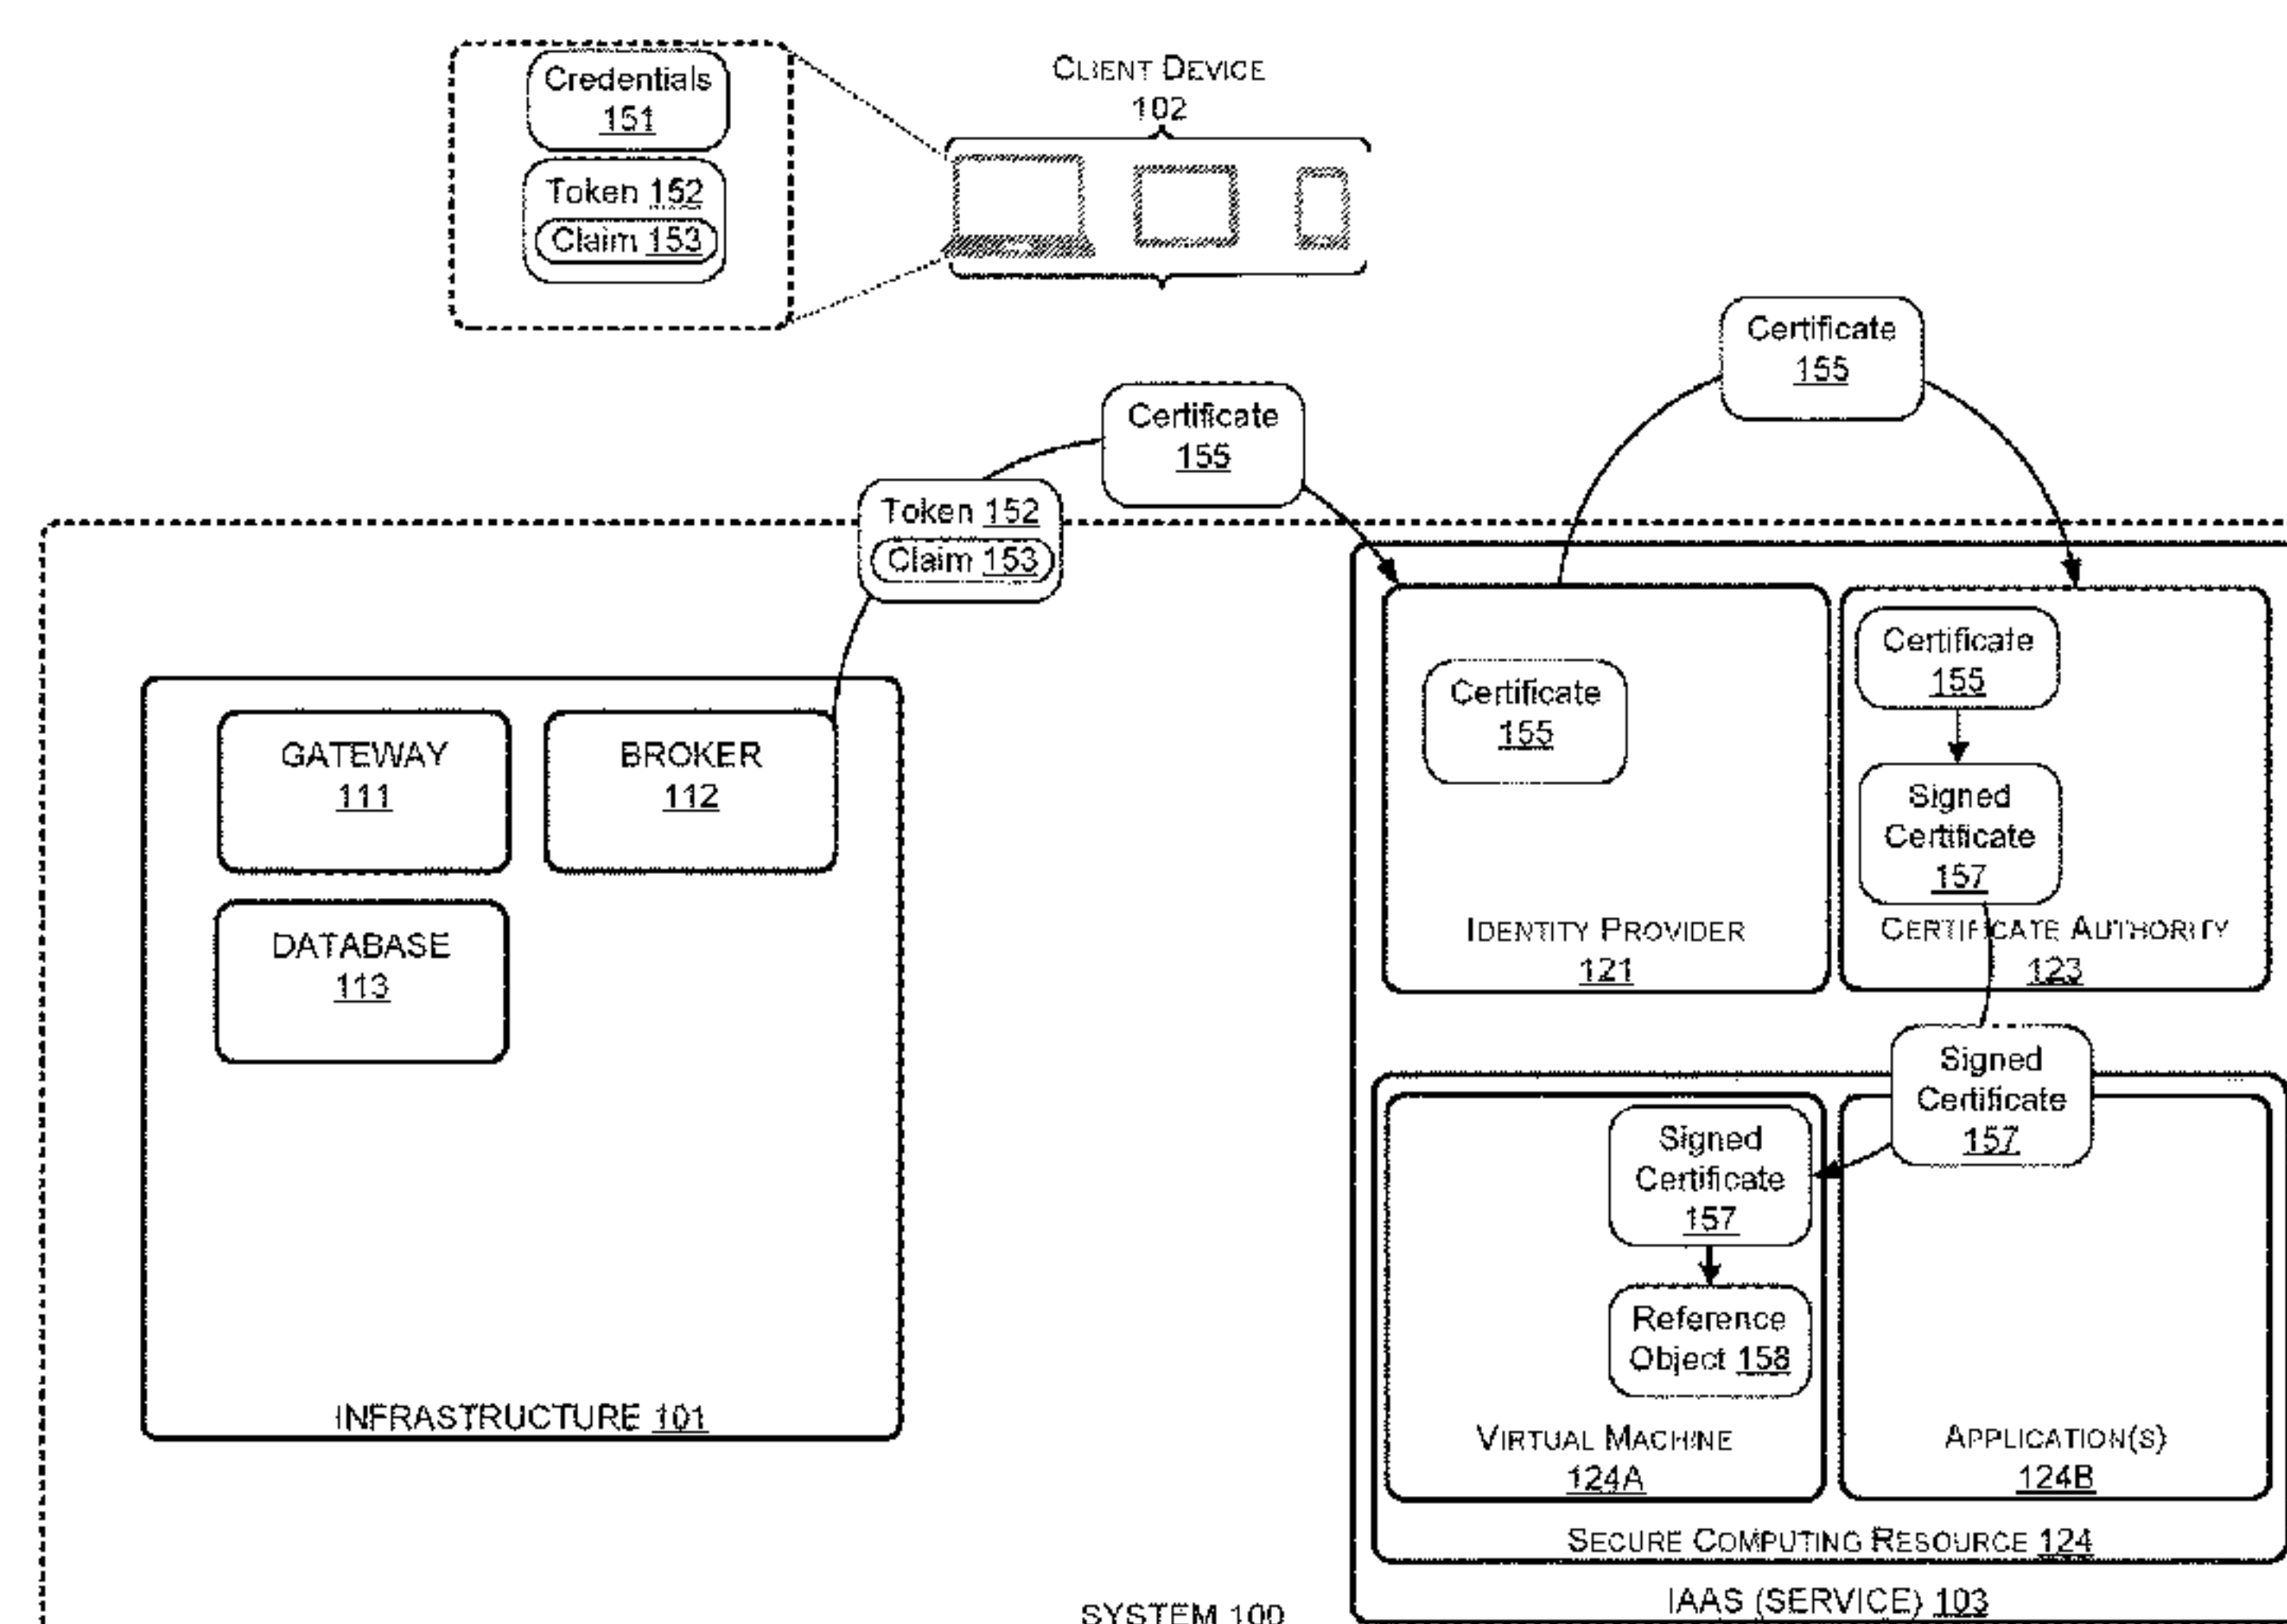 Credentials
151
Token 152
Claim 153
CLIENT DEVICE
102
Certificate
155
Certificate
155
Token 152
Claim 153
GATEWAY
111
BROKER
112
DATABASE
113
INFRASTRUCTURE 101
Certificate
155
IDENTITY PROVIDER
121
Certificate
155
Signed
Certificate
157
CERTIFICATE AUTHORITY
123
Signed
Certificate
157
Signed
Certificate
157
Reference
Object 158
VIRTUAL MACHINE
124A
APPLICATION(S)
124B
SECURE COMPUTING RESOURCE 124
IAAS (SERVICE) 103
SYSTEM 100